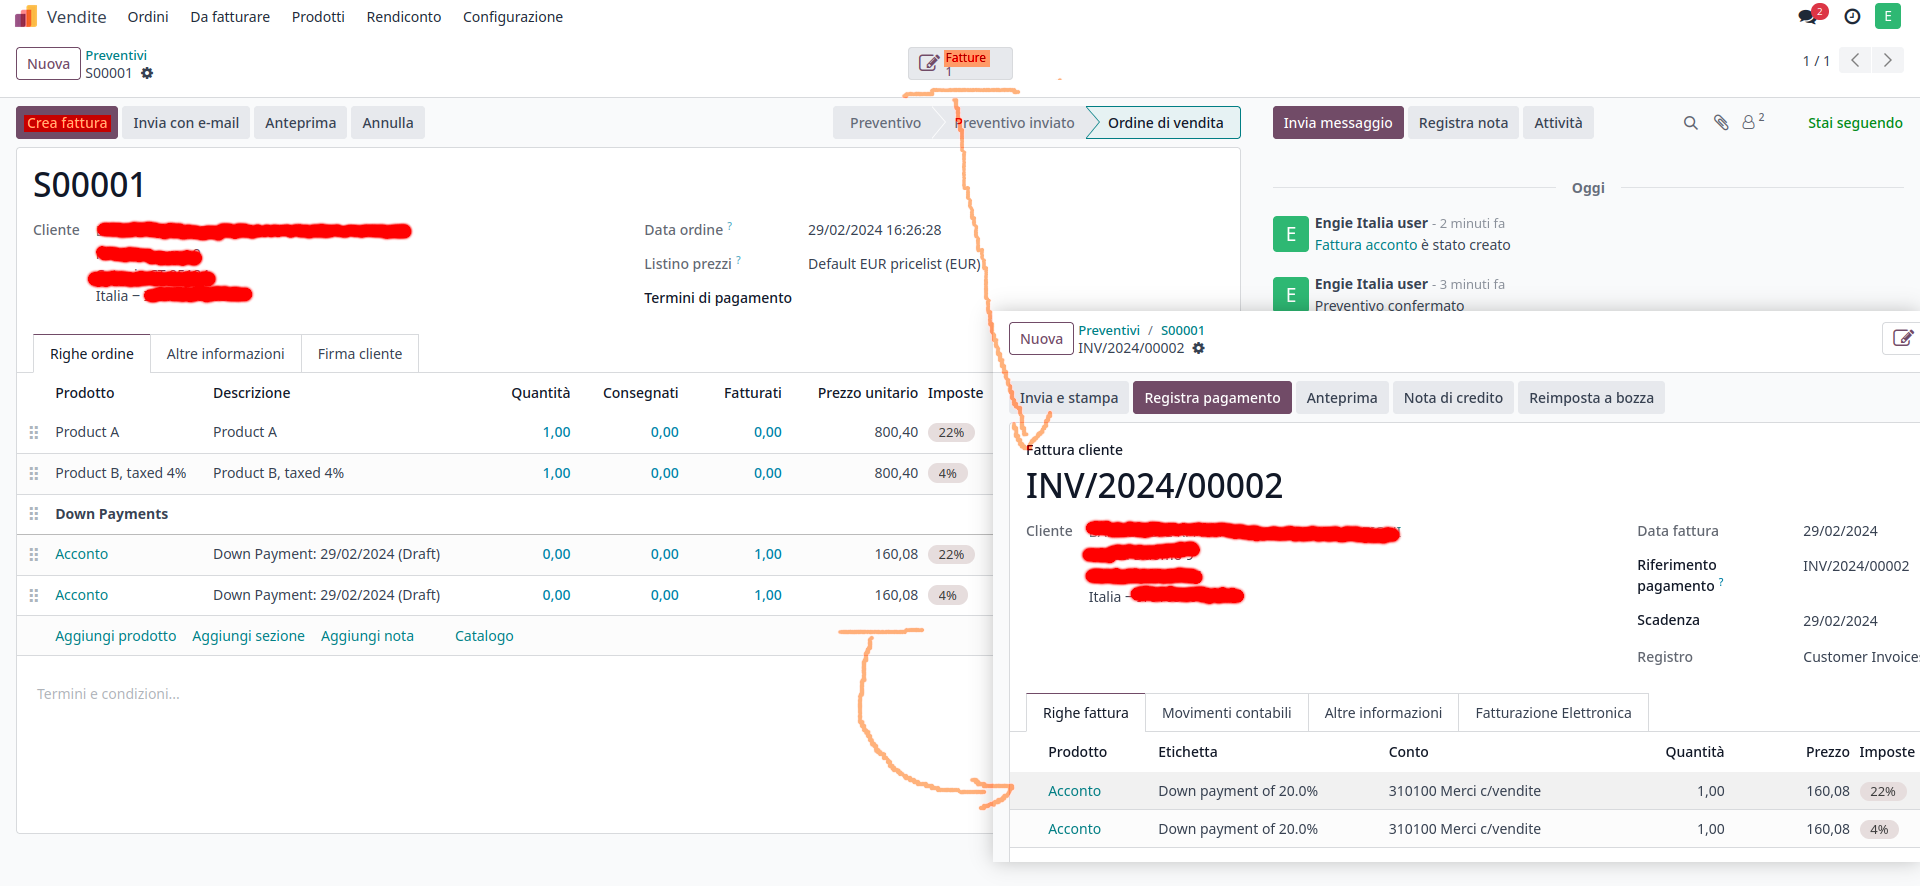 Vendite Ordini Da fatturare Prodotti Rendiconto Configurazione 2 E
Nuova Preventivi
S00001
Fatture
1
1 / 1
Crea fattura Invia con e-mail Anteprima Annulla Preventivo Preventivo inviato Ordine di vendita Invia messaggio Registra nota Attività 2 Stai seguendo
S00001
Oggi
Cliente
Italia –
Data ordine ? 29/02/2024 16:26:28
Listino prezzi ? Default EUR pricelist (EUR)
Termini di pagamento
E Engie Italia user - 2 minuti fa
Fattura acconto è stato creato
E Engie Italia user - 3 minuti fa
Preventivo confermato
Righe ordine Altre informazioni Firma cliente
Prodotto Descrizione Quantità Consegnati Fatturati Prezzo unitario Imposte
Product A Product A 1,00 0,00 0,00 800,40 22%
Product B, taxed 4% Product B, taxed 4% 1,00 0,00 0,00 800,40 4%
Down Payments
Acconto Down Payment: 29/02/2024 (Draft) 0,00 0,00 1,00 160,08 22%
Acconto Down Payment: 29/02/2024 (Draft) 0,00 0,00 1,00 160,08 4%
Aggiungi prodotto Aggiungi sezione Aggiungi nota Catalogo
Termini e condizioni...
Nuova Preventivi / S00001
INV/2024/00002
Invia e stampa Registra pagamento Anteprima Nota di credito Reimposta a bozza
Fattura cliente
INV/2024/00002
Cliente
Italia –
Data fattura 29/02/2024
Riferimento pagamento ? INV/2024/00002
Scadenza 29/02/2024
Registro Customer Invoices
Righe fattura Movimenti contabili Altre informazioni Fatturazione Elettronica
Prodotto Etichetta Conto Quantità Prezzo Imposte
Acconto Down payment of 20.0% 310100 Merci c/vendite 1,00 160,08 22%
Acconto Down payment of 20.0% 310100 Merci c/vendite 1,00 160,08 4%